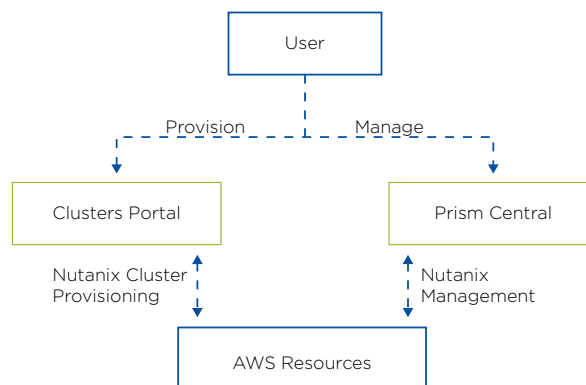 User
Provision
Manage
Clusters Portal
Prism Central
Nutanix Cluster
Provisioning
Nutanix
Management
AWS Resources